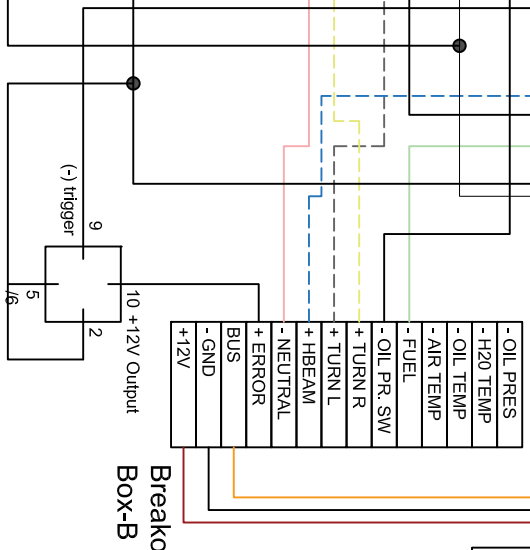 (-) trigger
9
5
/6
2
10 +12V Output
+12V
- GND
BUS
+ ERROR
- NEUTRAL
+ HBEAM
+ TURN L
+ TURN R
- OIL PR. SW
- FUEL
- AIR TEMP
- OIL TEMP
- H20 TEMP
- OIL PRES
Box-B